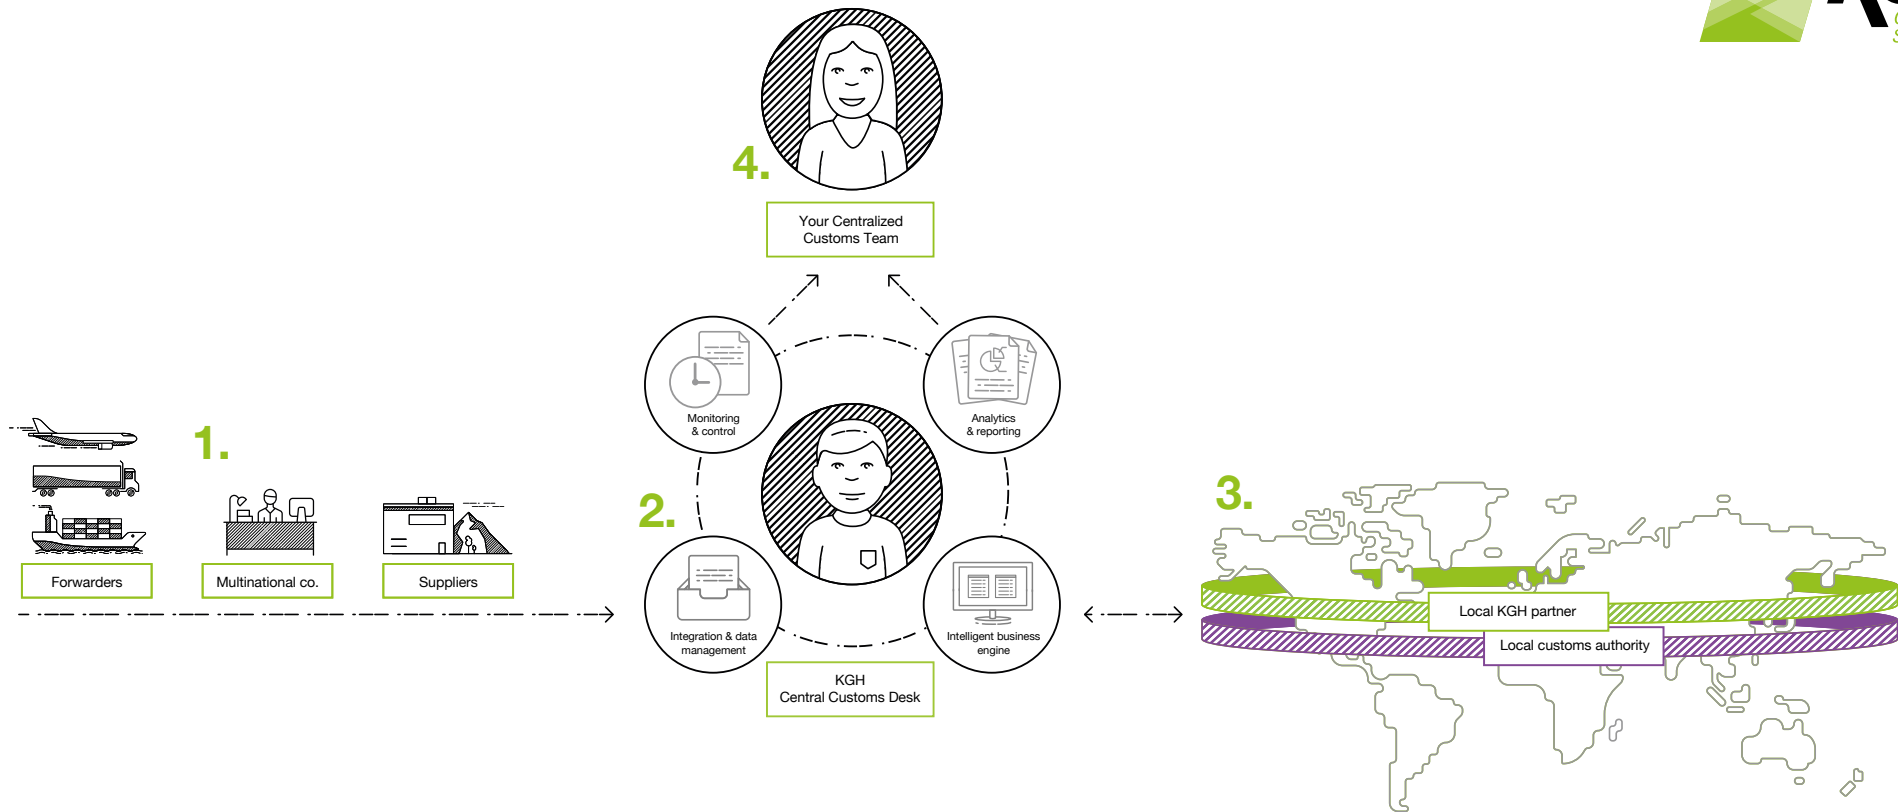 4.
Your Centralized
Customs Team
Monitoring
& control
Analytics
& reporting
1.
Forwarders
Multinational co.
Suppliers
2.
Integration & data
management
Intelligent business
engine
KGH
Central Customs Desk
3.
Local KGH partner
Local customs authority